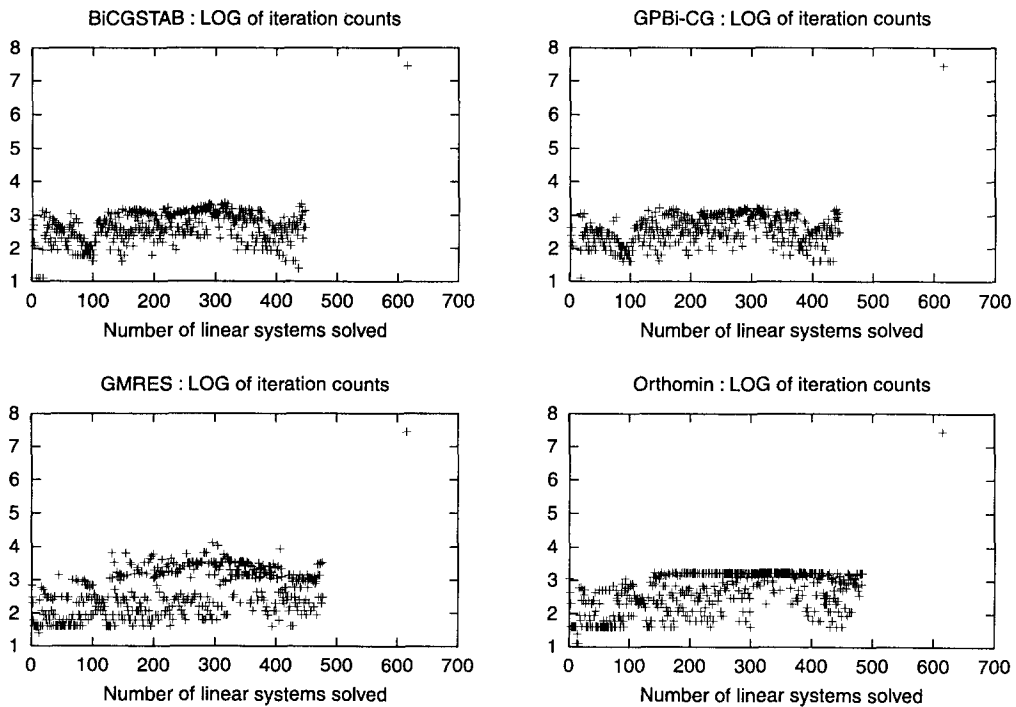 BiCGSTAB : LOG of iteration counts
8
7
6
5
4
3
2
1
0 100 200 300 400 500 600 700
Number of linear systems solved
GPBi-CG : LOG of iteration counts
8
7
6
5
4
3
2
1
0 100 200 300 400 500 600 700
Number of linear systems solved
GMRES : LOG of iteration counts
8
7
6
5
4
3
2
1
0 100 200 300 400 500 600 700
Number of linear systems solved
Orthomin : LOG of iteration counts
8
7
6
5
4
3
2
1
0 100 200 300 400 500 600 700
Number of linear systems solved